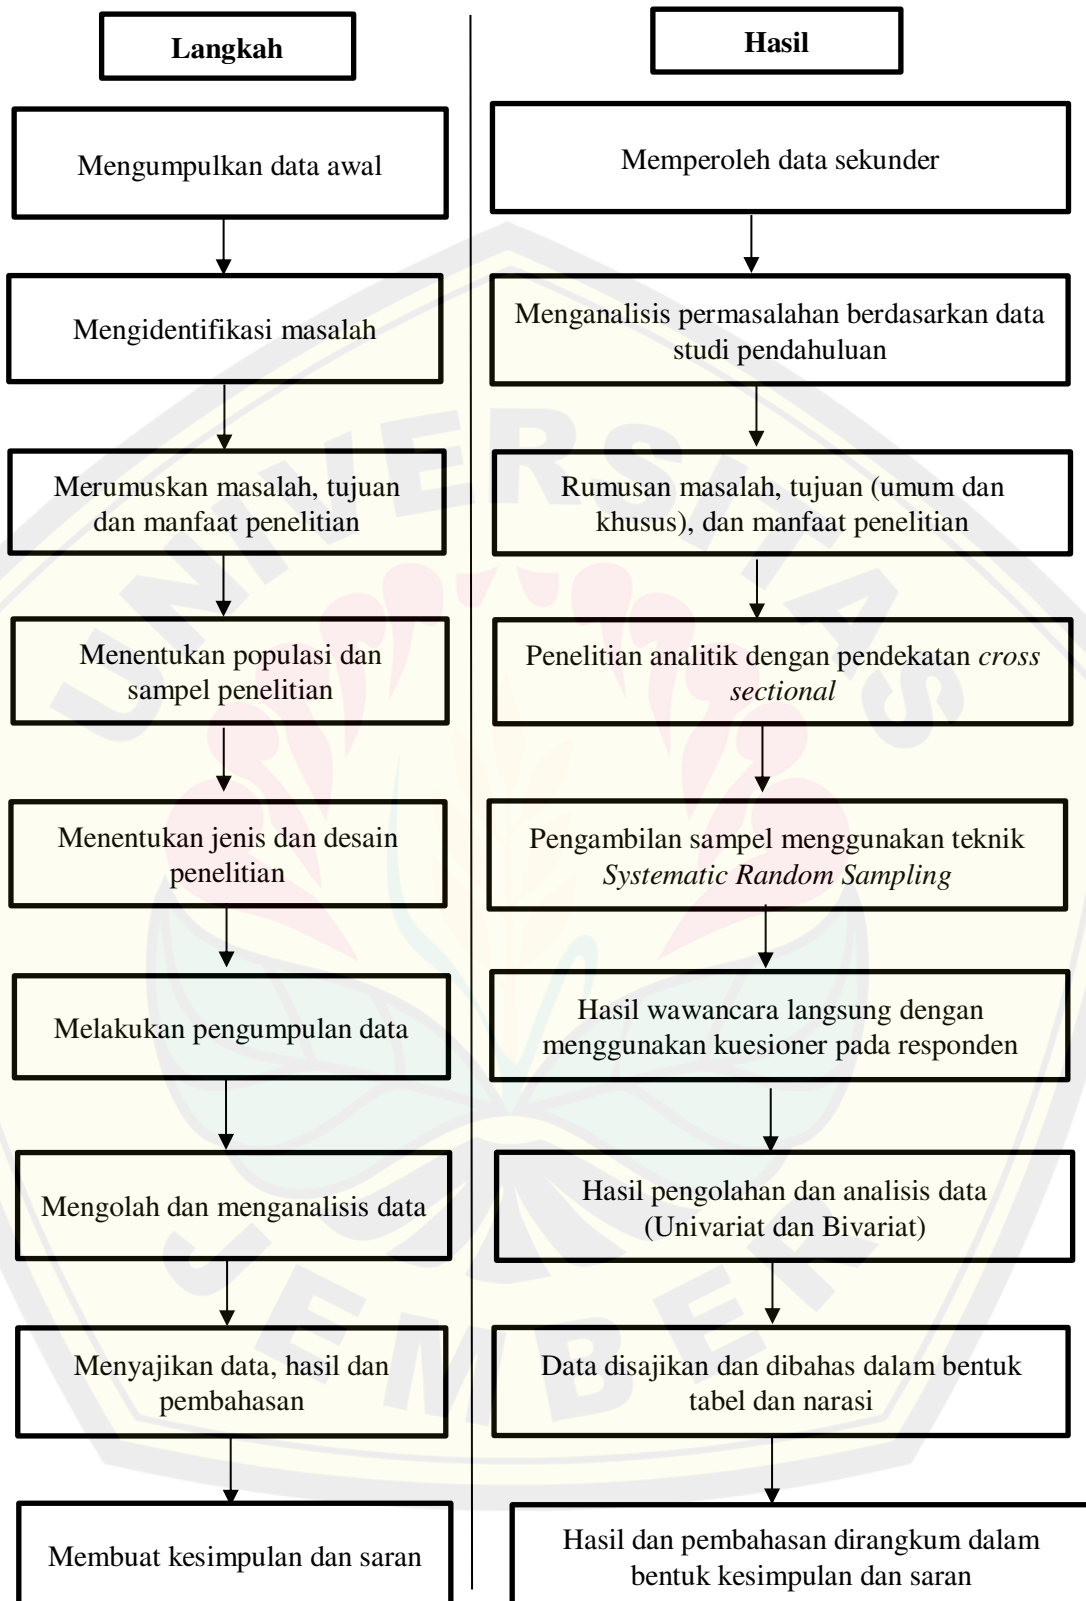 Langkah
Hasil
Mengumpulkan data awal
Memperoleh data sekunder
Mengidentifikasi masalah
Menganalisis permasalahan berdasarkan data
studi pendahuluan
Merumuskan masalah, tujuan
dan manfaat penelitian
Rumusan masalah, tujuan (umum dan
khusus), dan manfaat penelitian
Menentukan populasi dan
sampel penelitian
Penelitian analitik dengan pendekatan cross
sectional
Menentukan jenis dan desain
penelitian
Pengambilan sampel menggunakan teknik
Systematic Random Sampling
Melakukan pengumpulan data
Hasil wawancara langsung dengan
menggunakan kuesioner pada responden
Mengolah dan menganalisis data
Hasil pengolahan dan analisis data
(Univariat dan Bivariat)
Menyajikan data, hasil dan
pembahasan
Data disajikan dan dibahas dalam bentuk
tabel dan narasi
Membuat kesimpulan dan saran
Hasil dan pembahasan dirangkum dalam
bentuk kesimpulan dan saran
UNIVERSITAS
JEMBER